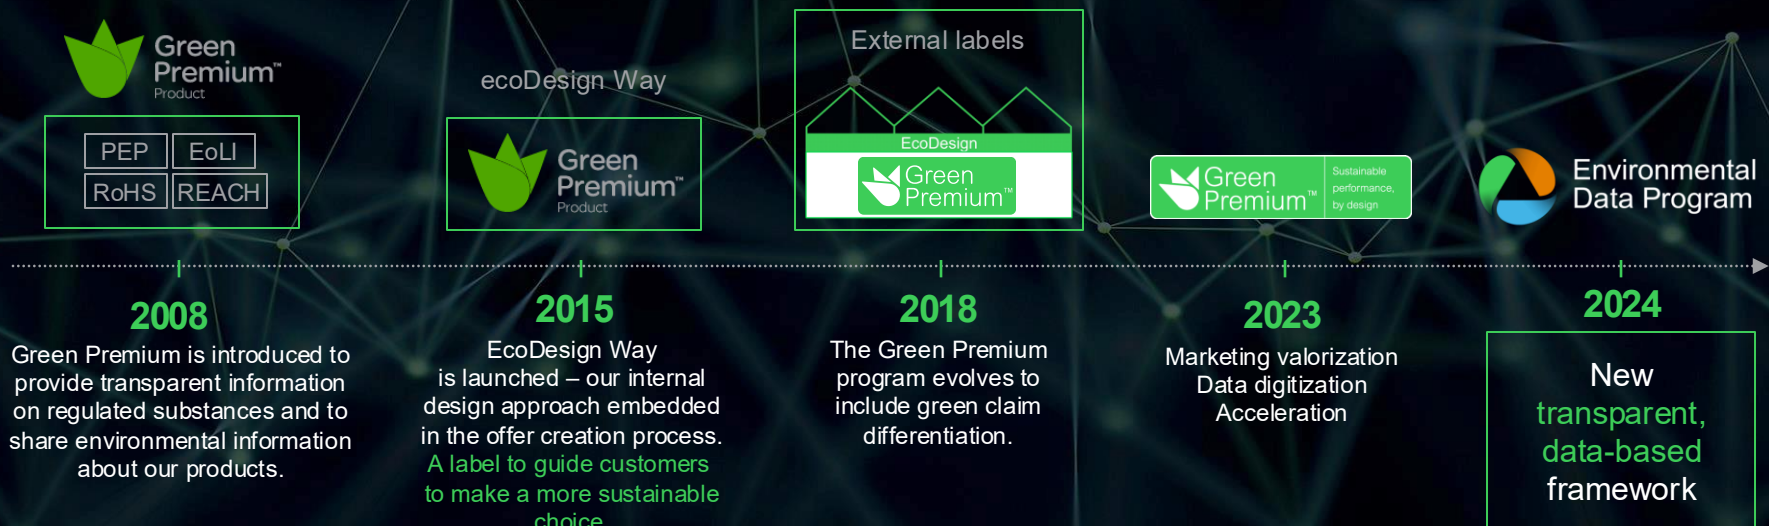 Green
Premium™
Product
PEP
EoLI
RoHS
REACH
2008
Green Premium is introduced to
provide transparent information
on regulated substances and to
share environmental information
about our products.
ecoDesign Way
Green
Premium™
Product
2015
EcoDesign Way
is launched – our internal
design approach embedded
in the offer creation process.
A label to guide customers
to make a more sustainable
choice
External labels
EcoDesign
Green
Premium™
2018
The Green Premium
program evolves to
include green claim
differentiation.
Green
Premium™
Sustainable
performance,
by design
2023
Marketing valorization
Data digitization
Acceleration
Environmental
Data Program
2024
New
transparent,
data-based
framework